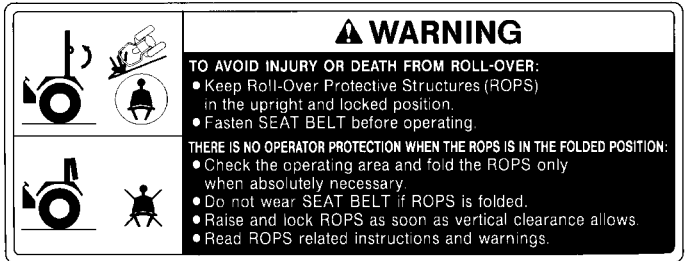 ⚠ WARNING
TO AVOID INJURY OR DEATH FROM ROLL-OVER:
• Keep Roll-Over Protective Structures (ROPS)
in the upright and locked position.
• Fasten SEAT BELT before operating.
THERE IS NO OPERATOR PROTECTION WHEN THE ROPS IS IN THE FOLDED POSITION:
• Check the operating area and fold the ROPS only
when absolutely necessary.
• Do not wear SEAT BELT if ROPS is folded.
• Raise and lock ROPS as soon as vertical clearance allows.
• Read ROPS related instructions and warnings.